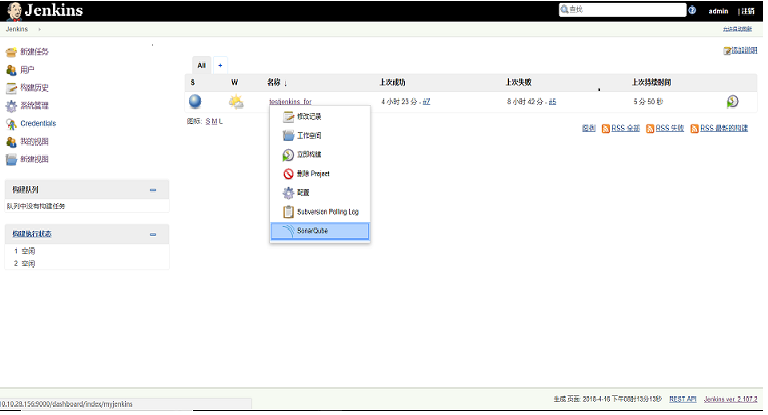 Jenkins
查找
admin
| 注销
Jenkins
允许自动刷新
新建任务
用户
构建历史
系统管理
Credentials
我的视图
新建视图
构建队列
队列中没有构建任务
构建执行状态
1 空闲
2 空闲
添加说明
All +
S W 名称 ↓ 上次成功 上次失败 上次持续时间
testjenkins_for 4 小时 23 分 - #7 8 小时 42 分 - #5 5 分 50 秒
图标: S M L
图例 RSS 全部 RSS 失败 RSS 最新的构建
修改记录
工作空间
立即构建
删除 Project
配置
Subversion Polling Log
SonarQube
0.10.28.156:9000/dashboard/index/myjenkins
生成页面: 2018-4-16 下午08时13分13秒 REST API Jenkins ver. 2.107.2